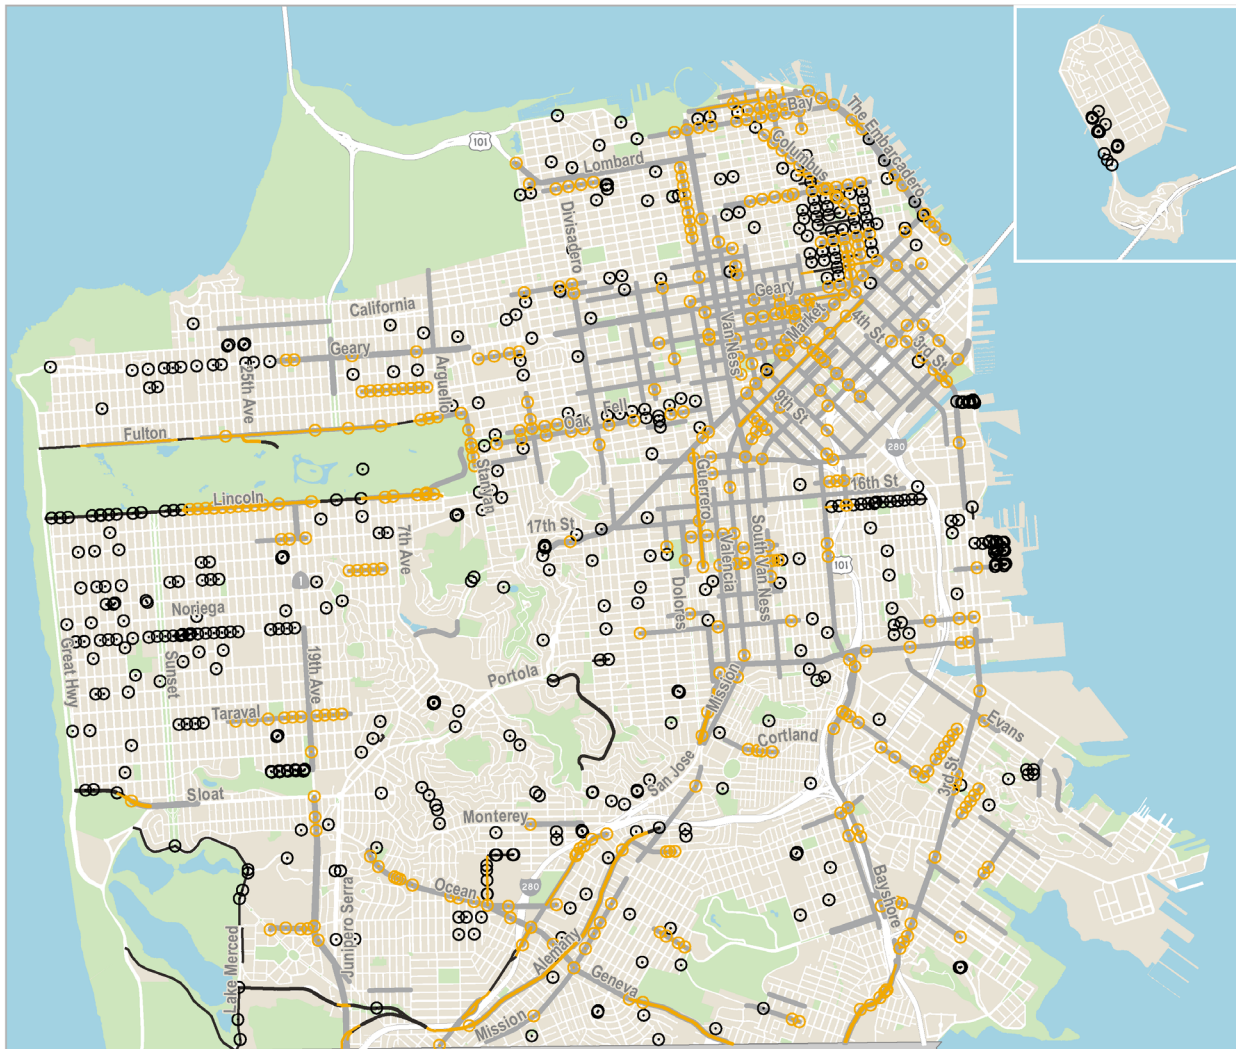 Bay
The Embarcadero
101
Columbus
Lombard
Divisadero
California
Geary
Geary
Van Ness
Market
4th St
3rd St
25th Ave
Arguello
Fell
Oak
9th St
Fulton
280
Stanyan
Guerrero
16th St
Lincoln
17th St
7th Ave
Valencia
South Van Ness
101
1
Dolores
Noriega
Great Hwy
Sunset
19th Ave
Portola
Mission
Taraval
Cortland
Evans
San Jose
3rd St
Sloat
Monterey
280
Ocean
Bayshore
Junipero Serra
Lake Merced
Alemany
Geneva
Mission